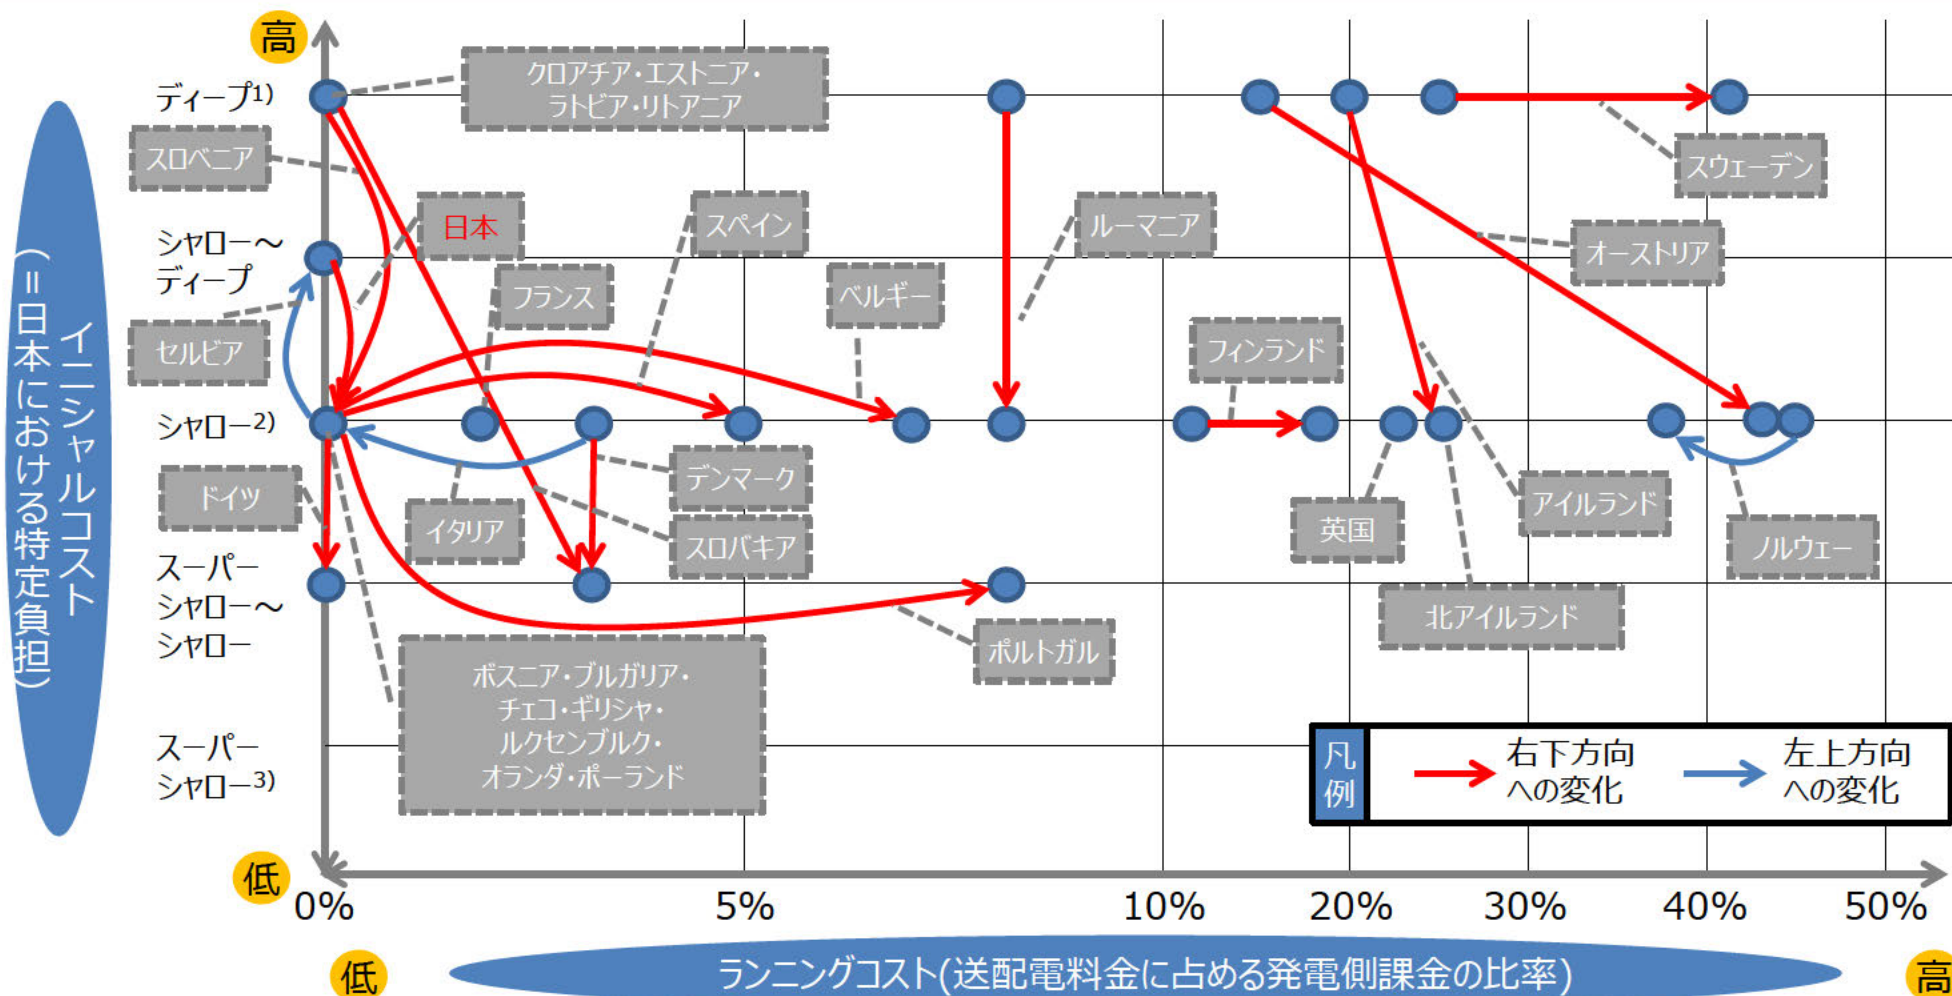 高
ディープ1)
シャロー～
ディープ
シャロー2)
スーパー
シャロー～
シャロー
スーパー
シャロー3)
低
イニシャルコスト
(=日本における特定負担)
クロアチア・エストニア・
ラトビア・リトアニア
スロベニア
日本
スペイン
ルーマニア
スウェーデン
オーストリア
フランス
ベルギー
セルビア
フィンランド
ドイツ
イタリア
デンマーク
スロバキア
英国
アイルランド
ノルウェー
北アイルランド
ポルトガル
ボスニア・ブルガリア・
チェコ・ギリシャ・
ルクセンブルク・
オランダ・ポーランド
凡例
右下方向
への変化
左上方向
への変化
0%
5%
10%
20%
30%
40%
50%
低
ランニングコスト(送配電料金に占める発電側課金の比率)
高